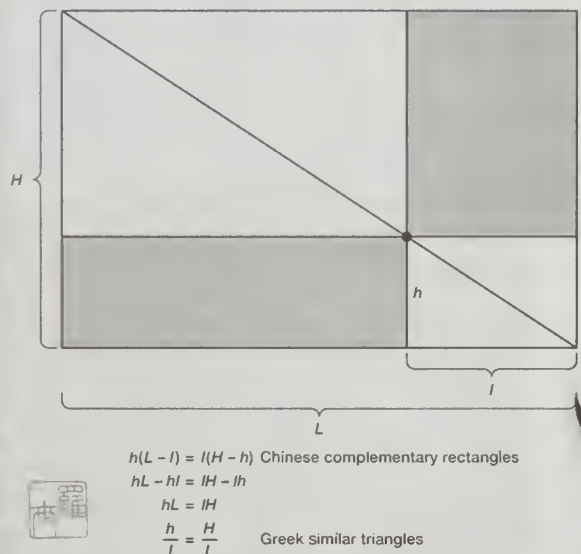 H
h
l
L
h(L – l) = l(H – h) Chinese complementary rectangles
hL – hl = lH – lh
hL = lH
h/l = H/L Greek similar triangles